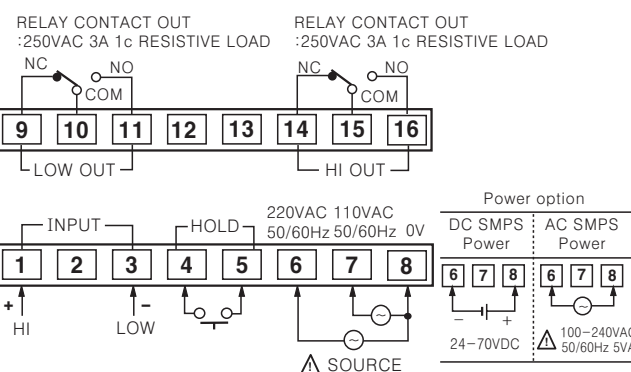 RELAY CONTACT OUT
:250VAC 3A 1c RESISTIVE LOAD
RELAY CONTACT OUT
:250VAC 3A 1c RESISTIVE LOAD
NC NO
COM
NC NO
COM
9 10 11 12 13 14 15 16
LOW OUT
HI OUT
INPUT
HOLD
220VAC 110VAC
50/60Hz 50/60Hz 0V
1 2 3 4 5 6 7 8
+
HI
−
LOW
SOURCE
Power option
DC SMPS
Power
AC SMPS
Power
6 7 8
6 7 8
− +
24-70VDC
100-240VAC
50/60Hz 5VA